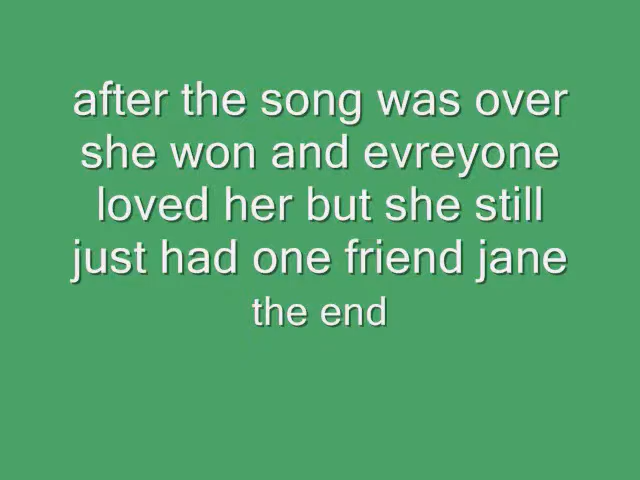 after the song was over
she won and evreyone
loved her but she still
just had one friend jane
the end